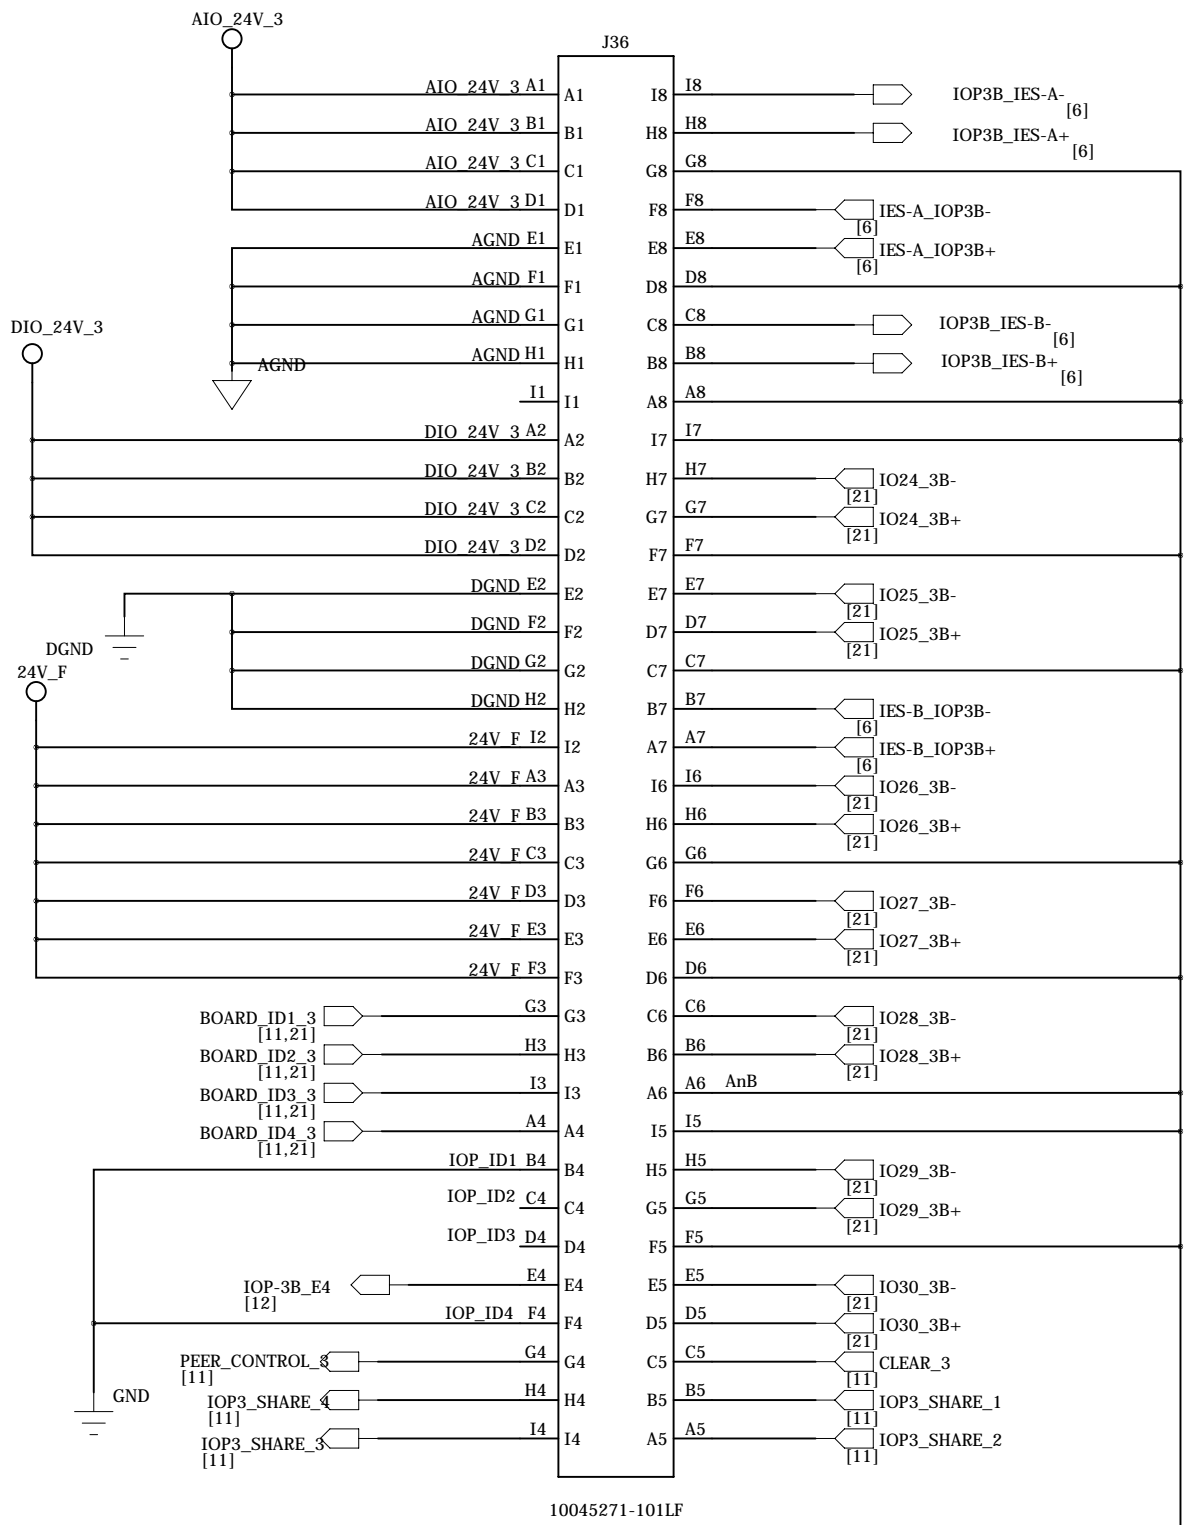 AIO_24V_3
J36
AIO_24V_3 A1 A1 I8 I8 IOP3B_IES-A-
[6]
AIO_24V_3 B1 B1 H8 H8 IOP3B_IES-A+
[6]
AIO_24V_3 C1 C1 G8 G8
AIO_24V_3 D1 D1 F8 F8 IES-A_IOP3B-
[6]
AGND E1 E1 E8 E8 IES-A_IOP3B+
[6]
AGND F1 F1 D8 D8
AGND G1 G1 C8 C8 IOP3B_IES-B-
[6]
DIO_24V_3
AGND H1 H1 B8 B8 IOP3B_IES-B+
[6]
AGND
I1 I1 A8 A8
DIO_24V_3 A2 A2 I7 I7
DIO_24V_3 B2 B2 H7 H7 IO24_3B-
[21]
DIO_24V_3 C2 C2 G7 G7 IO24_3B+
[21]
DIO_24V_3 D2 D2 F7 F7
DGND E2 E2 E7 E7 IO25_3B-
[21]
DGND F2 F2 D7 D7 IO25_3B+
[21]
DGND
DGND G2 G2 C7 C7
24V_F
DGND H2 H2 B7 B7 IES-B_IOP3B-
[6]
24V_F I2 I2 A7 A7 IES-B_IOP3B+
[6]
24V_F A3 A3 I6 I6 IO26_3B-
[21]
24V_F B3 B3 H6 H6 IO26_3B+
[21]
24V_F C3 C3 G6 G6
24V_F D3 D3 F6 F6 IO27_3B-
[21]
24V_F E3 E3 E6 E6 IO27_3B+
[21]
24V_F F3 F3 D6 D6
BOARD_ID1_3 G3 G3 C6 C6 IO28_3B-
[11,21] [21]
BOARD_ID2_3 H3 H3 B6 B6 IO28_3B+
[11,21] [21]
BOARD_ID3_3 I3 I3 A6 A6 AnB
[11,21]
BOARD_ID4_3 A4 A4 I5 I5
[11,21]
IOP_ID1 B4 B4 H5 H5 IO29_3B-
[21]
IOP_ID2 C4 C4 G5 G5 IO29_3B+
[21]
IOP_ID3 D4 D4 F5 F5
IOP-3B_E4 E4 E4 E5 E5 IO30_3B-
[12] [21]
IOP_ID4 F4 F4 D5 D5 IO30_3B+
[21]
PEER_CONTROL_3 G4 G4 C5 C5 CLEAR_3
[11] [11]
GND
IOP3_SHARE_4 H4 H4 B5 B5 IOP3_SHARE_1
[11] [11]
IOP3_SHARE_3 I4 I4 A5 A5 IOP3_SHARE_2
[11] [11]
10045271-101LF